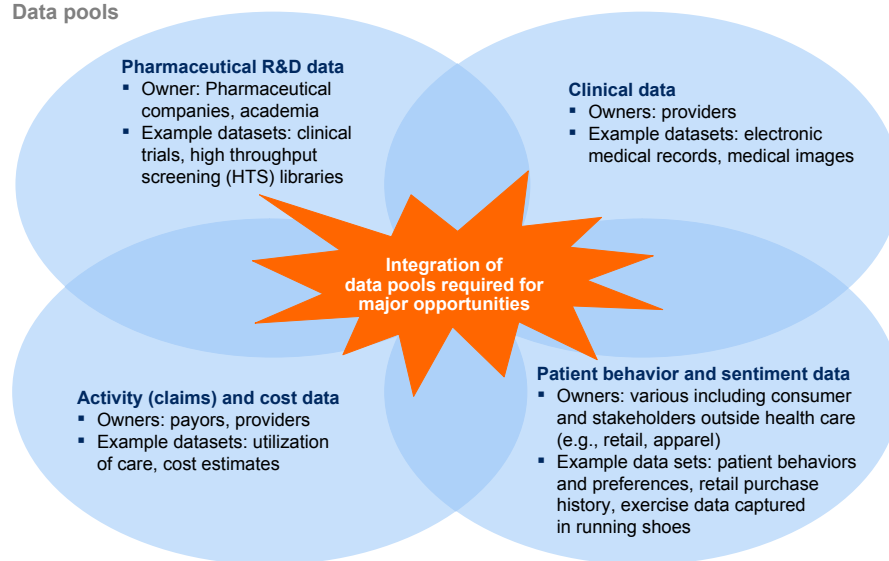 Data pools
Pharmaceutical R&D data
▪ Owner: Pharmaceutical
companies, academia
▪ Example datasets: clinical
trials, high throughput
screening (HTS) libraries
Clinical data
▪ Owners: providers
▪ Example datasets: electronic
medical records, medical images
Integration of
data pools required for
major opportunities
Activity (claims) and cost data
▪ Owners: payors, providers
▪ Example datasets: utilization
of care, cost estimates
Patient behavior and sentiment data
▪ Owners: various including consumer
and stakeholders outside health care
(e.g., retail, apparel)
▪ Example data sets: patient behaviors
and preferences, retail purchase
history, exercise data captured
in running shoes